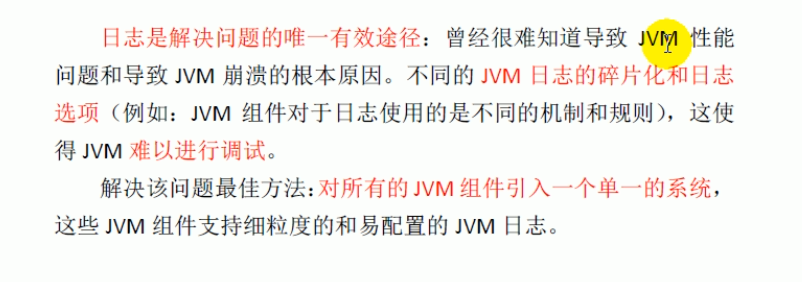 日志是解决问题的唯一有效途径：曾经很难知道导致 JVM 性能
问题和导致 JVM 崩溃的根本原因。不同的 JVM 日志的碎片化和日志
选项（例如：JVM 组件对于日志使用的是不同的机制和规则），这使
得 JVM 难以进行调试。
解决该问题最佳方法：对所有的 JVM 组件引入一个单一的系统，
这些 JVM 组件支持细粒度的和易配置的 JVM 日志。